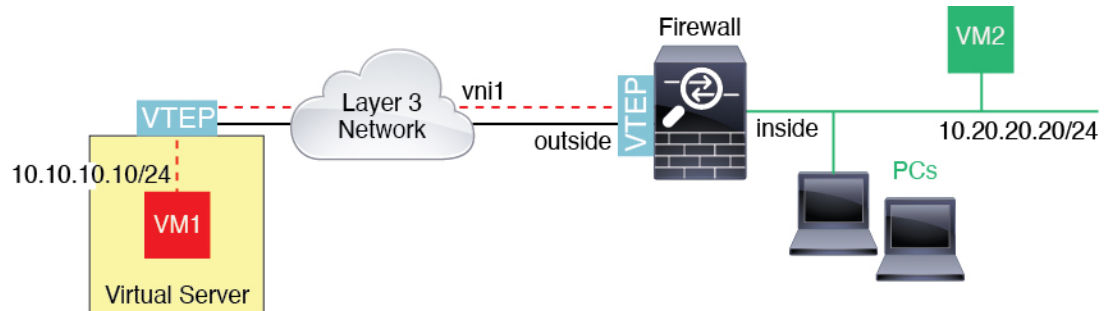 Firewall
VM2
Layer 3
Network
vni1
VTEP
VTEP
outside
inside
10.20.20.20/24
10.10.10.10/24
PCs
VM1
Virtual Server